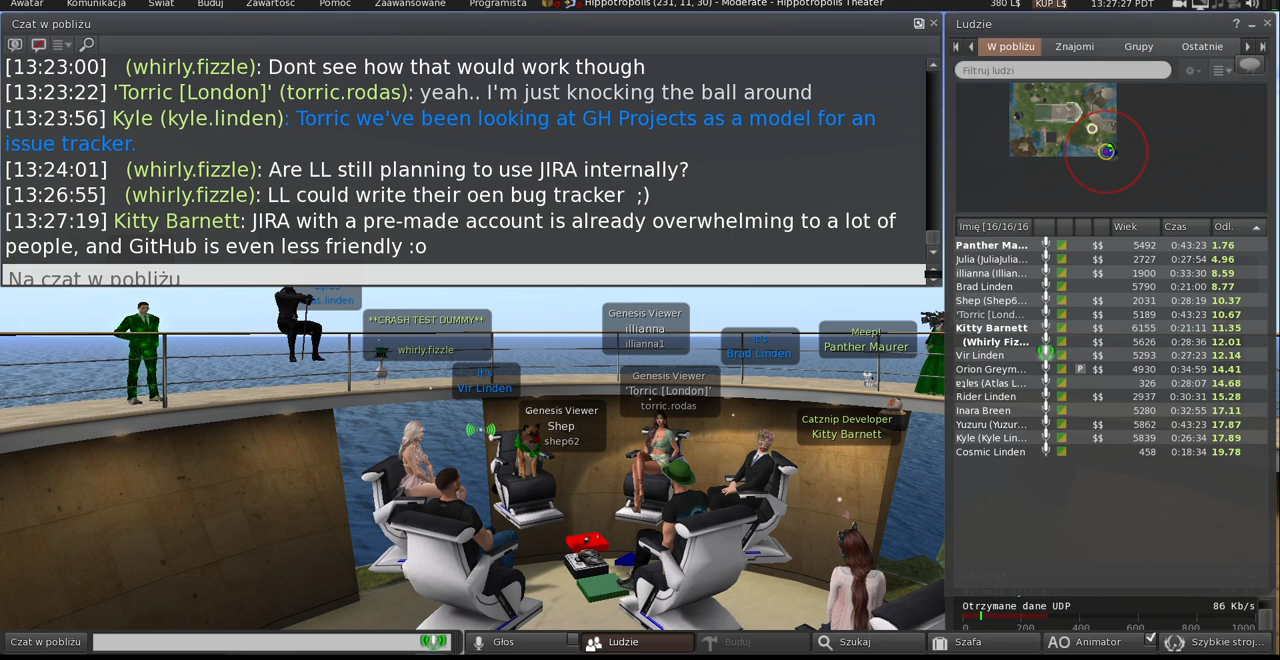 Awatar Komunikacja Świat Buduj Zawartość Pomoc Zaawansowane Programista Hippotropolis (231, 11, 30) - Moderate - Hippotropolis Theater 380 L$ KUP L$ 13:27:27 PDT
Czat w pobliżu
[13:23:00] (whirly.fizzle): Dont see how that would work though
[13:23:22] 'Torric [London]' (torric.rodas): yeah.. I'm just knocking the ball around
[13:23:56] Kyle (kyle.linden): Torric we've been looking at GH Projects as a model for an
issue tracker.
[13:24:01] (whirly.fizzle): Are LL still planning to use JIRA internally?
[13:26:55] (whirly.fizzle): LL could write their oen bug tracker ;)
[13:27:19] Kitty Barnett: JIRA with a pre-made account is already overwhelming to a lot of
people, and GitHub is even less friendly :o
Na czat w pobliżu
Ludzie
W pobliżu Znajomi Grupy Ostatnie
Filtruj ludzi
Imię [16/16/16 Wiek Czas Odl.
Panther Ma... $$ 5492 0:43:23 1.76
Julia (JuliaJulia... $$ 2727 0:27:54 4.96
illianna (Illian... $$ 1900 0:33:30 8.59
Brad Linden 5790 0:21:00 8.77
Shep (Shep6... $$ 2031 0:28:19 10.37
'Torric [Lond... $$ 5189 0:43:23 10.67
Kitty Barnett $$ 6155 0:21:11 11.35
(Whirly Fiz... $$ 5626 0:28:36 12.01
Vir Linden $$ 5293 0:27:23 12.14
Orion Greym... P $$ 4930 0:34:59 14.41
(Atlas L... 326 0:28:07 14.68
Rider Linden $$ 2937 0:30:31 15.28
Inara Breen 5280 0:32:55 17.11
Yuzuru (Yuzur... $$ 5862 0:43:23 17.87
Kyle (Kyle Lin... $$ 5839 0:26:34 17.89
Cosmic Linden 458 0:18:34 19.78
**CRASH TEST DUMMY**
whirly.fizzle
It's
Vir Linden
Genesis Viewer
illianna
illianna1
It's
Brad Linden
Meep!
Panther Maurer
Genesis Viewer
'Torric [London]'
torric.rodas
Genesis Viewer
Shep
shep62
Catznip Developer
Kitty Barnett
Otrzymane dane UDP 86 Kb/s
0 200 400 600 800 1000
Czat w pobliżu Głos Ludzie Buduj Szukaj Szafa AO Animator Szybkie stroj...